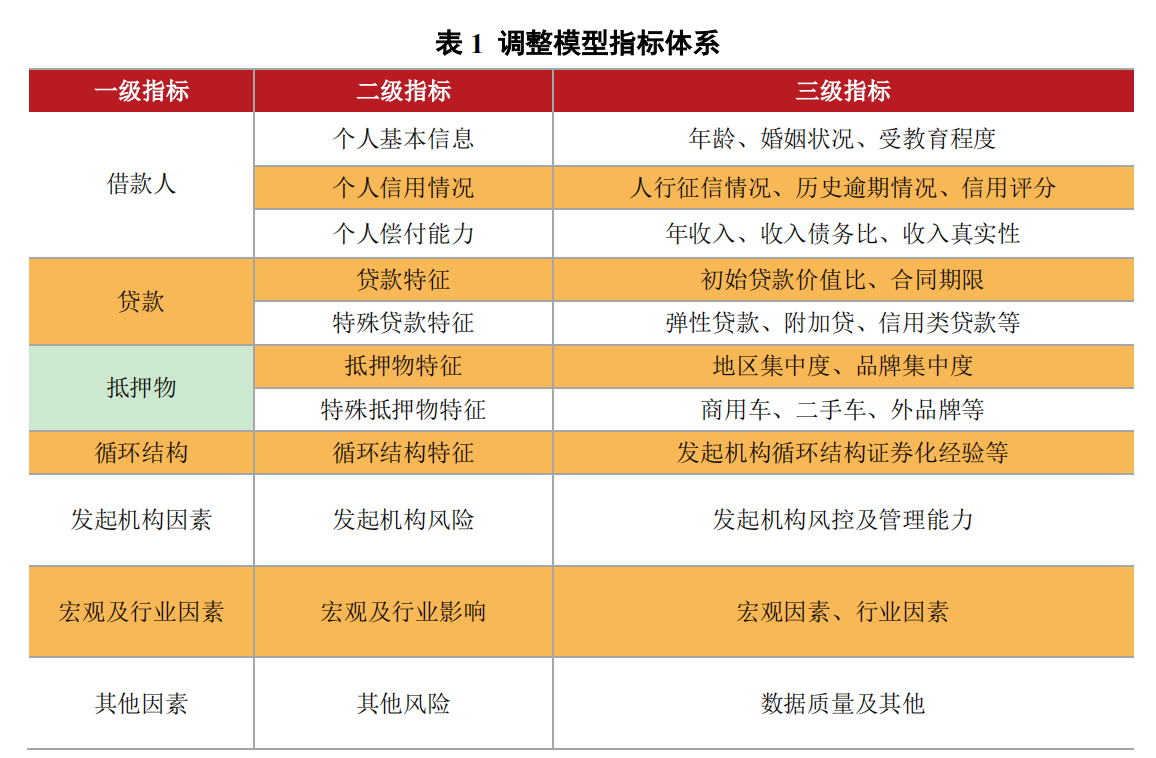 表 1 调整模型指标体系
一级指标 二级指标 三级指标
借款人
个人基本信息 年龄、婚姻状况、受教育程度
个人信用情况 人行征信情况、历史逾期情况、信用评分
个人偿付能力 年收入、收入债务比、收入真实性
贷款
贷款特征 初始贷款价值比、合同期限
特殊贷款特征 弹性贷款、附加贷、信用类贷款等
抵押物
抵押物特征 地区集中度、品牌集中度
特殊抵押物特征 商用车、二手车、外品牌等
循环结构 循环结构特征 发起机构循环结构证券化经验等
发起机构因素 发起机构风险 发起机构风控及管理能力
宏观及行业因素 宏观及行业影响 宏观因素、行业因素
其他因素 其他风险 数据质量及其他